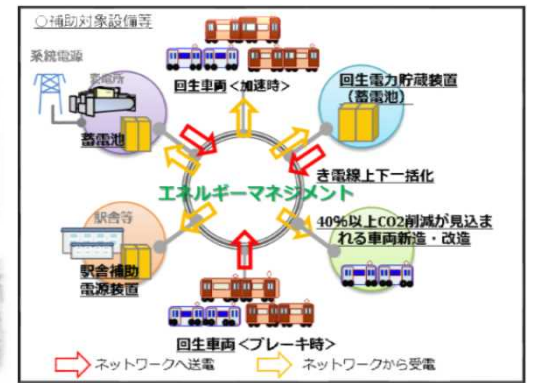 ○補助対象設備等
系統電源
変電所
蓄電池
回生車両<加速時>
回生電力貯蔵装置
(蓄電池)
き電線上下一括化
エネルギーマネジメント
40%以上CO2削減が見込ま
れる車両新造・改造
駅舎等
駅舎補助
電源装置
回生車両<ブレーキ時>
ネットワークへ送電
ネットワークから受電